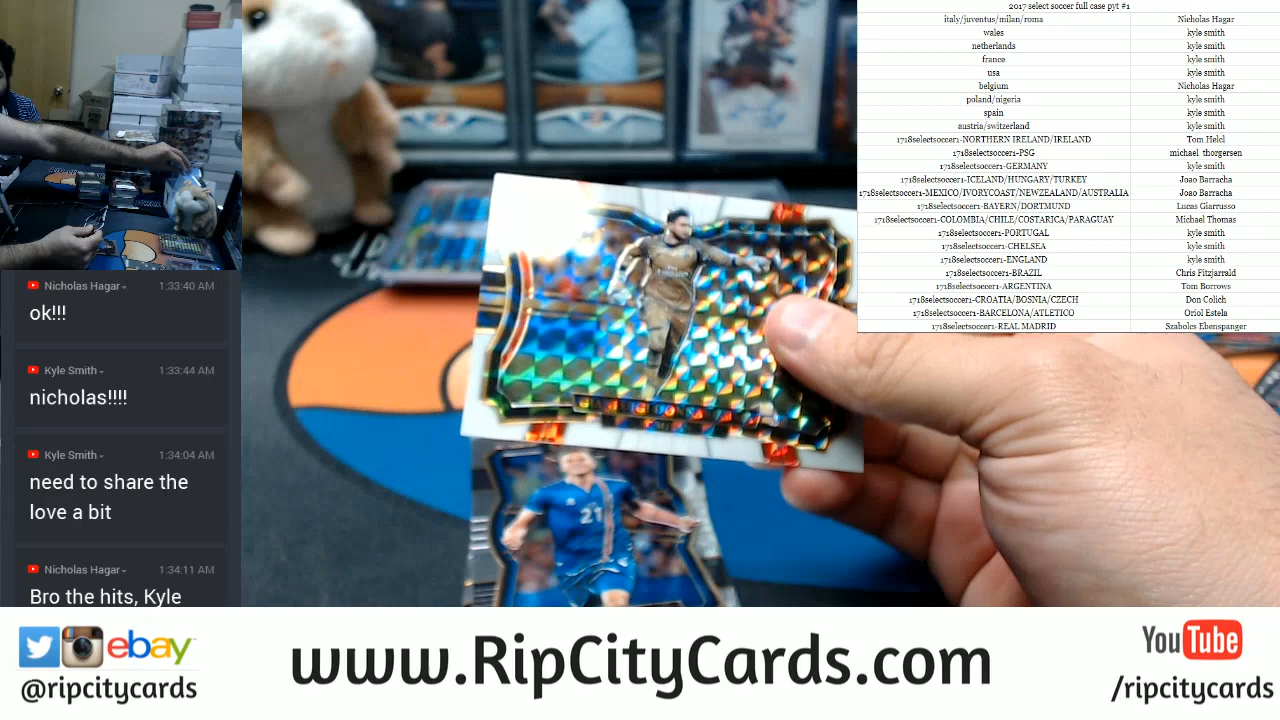 2017 select soccer full case pyt #1
italy/juventus/milan/roma Nicholas Hagar
wales kyle smith
netherlands kyle smith
france kyle smith
usa kyle smith
belgium Nicholas Hagar
poland/nigeria kyle smith
spain kyle smith
austria/switzerland kyle smith
1718selectsoccer1-NORTHERN IRELAND/IRELAND Tom Helcl
1718selectsoccer1-PSG michael thorgersen
1718selectsoccer1-GERMANY kyle smith
1718selectsoccer1-ICELAND/HUNGARY/TURKEY Joao Barracha
1718selectsoccer1-MEXICO/IVORYCOAST/NEWZEALAND/AUSTRALIA Joao Barracha
1718selectsoccer1-BAYERN/DORTMUND Lucas Giarrusso
1718selectsoccer1-COLOMBIA/CHILE/COSTARICA/PARAGUAY Michael Thomas
1718selectsoccer1-PORTUGAL kyle smith
1718selectsoccer1-CHELSEA kyle smith
1718selectsoccer1-ENGLAND kyle smith
1718selectsoccer1-BRAZIL Chris Fitzjarrald
1718selectsoccer1-ARGENTINA Tom Borrows
1718selectsoccer1-CROATIA/BOSNIA/CZECH Don Colich
1718selectsoccer1-BARCELONA/ATLETICO Oriol Estela
1718selectsoccer1-REAL MADRID Szabolcs Ebenspanger
Nicholas Hagar 1:33:40 AM
ok!!!
Kyle Smith 1:33:44 AM
nicholas!!!!
Kyle Smith 1:34:04 AM
need to share the
love a bit
Nicholas Hagar 1:34:11 AM
Bro the hits, Kyle
21
ebay
@ripcitycards
www.RipCityCards.com
YouTube
/ripcitycards